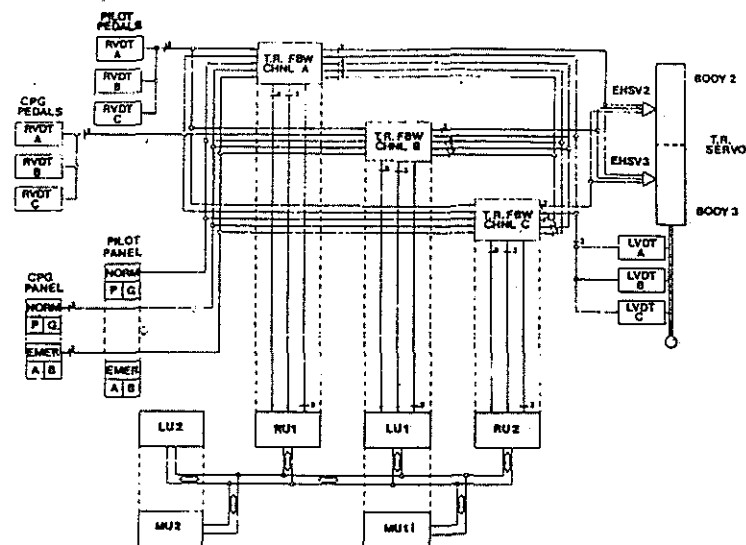 PILOT
PEDALS
RVDT
A
RVDT
B
RVDT
C
CPG
PEDALS
RVDT
A
RVDT
B
RVDT
C
T.R. FBW
CHNL A
T.R. FBW
CHNL B
T.R. FBW
CHNL C
EHSV2
EHSV3
BODY 2
T.R.
SERVO
BODY 3
LVDT
A
LVDT
B
LVDT
C
PILOT
PANEL
NORM
P G
EMER
A B
CPG
PANEL
NORM
P G
EMER
A B
LU2
RU1
LU1
RU2
MU2